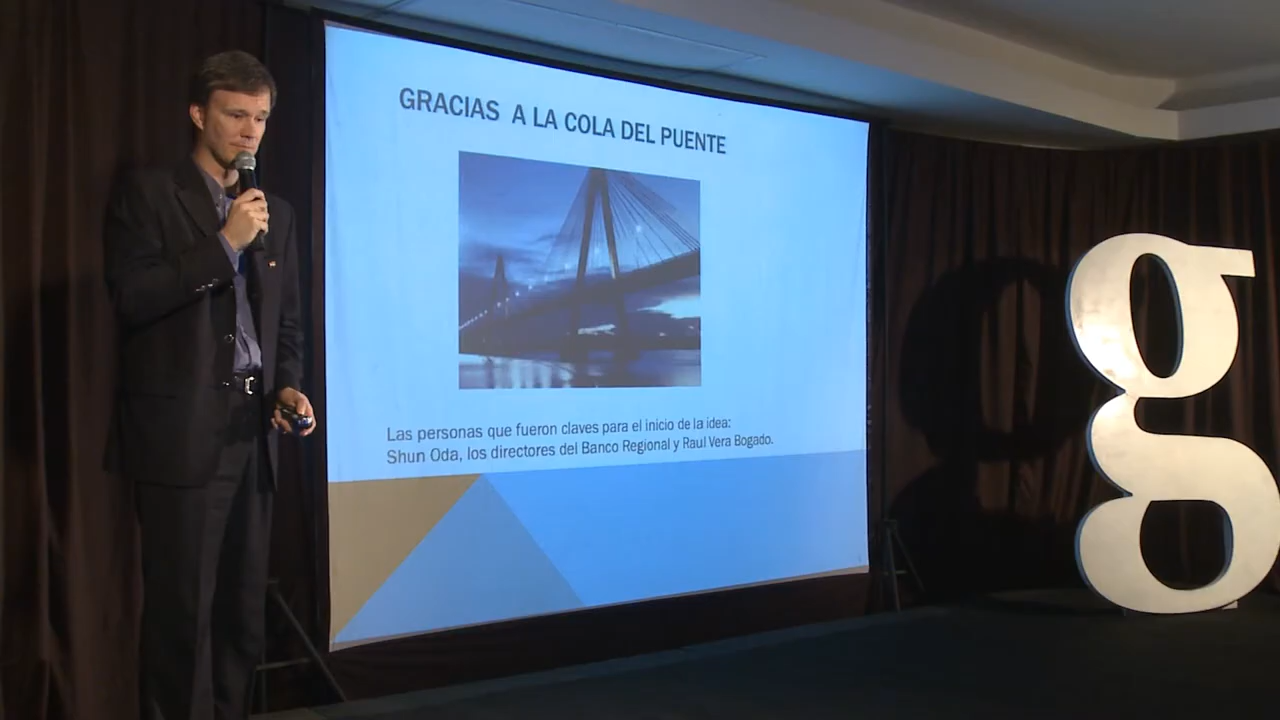 GRACIAS A LA COLA DEL PUENTE
Las personas que fueron claves para el inicio de la idea:
Shun Oda, los directores del Banco Regional y Raul Vera Bogado.
g